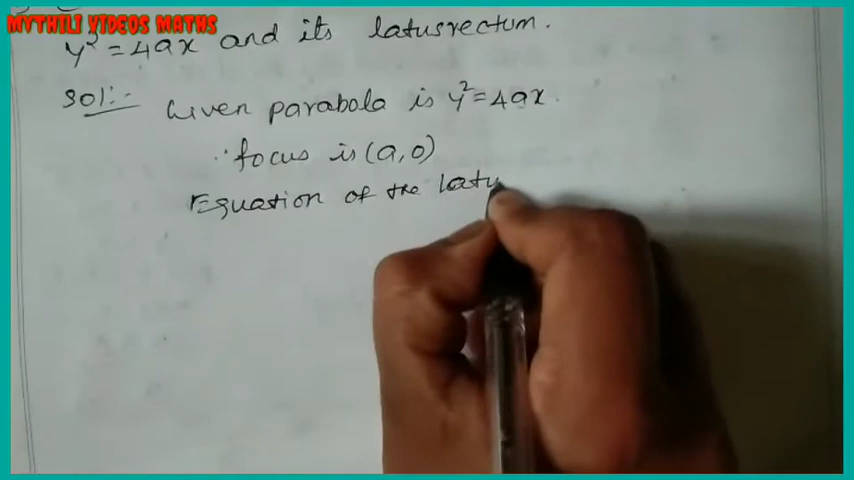 MYTHILI VIDEOS MATHS
y² = 4ax and its latusrectum.
Sol:- Given parabola is y² = 4ax.
∴ focus is (a, 0)
Equation of the latu